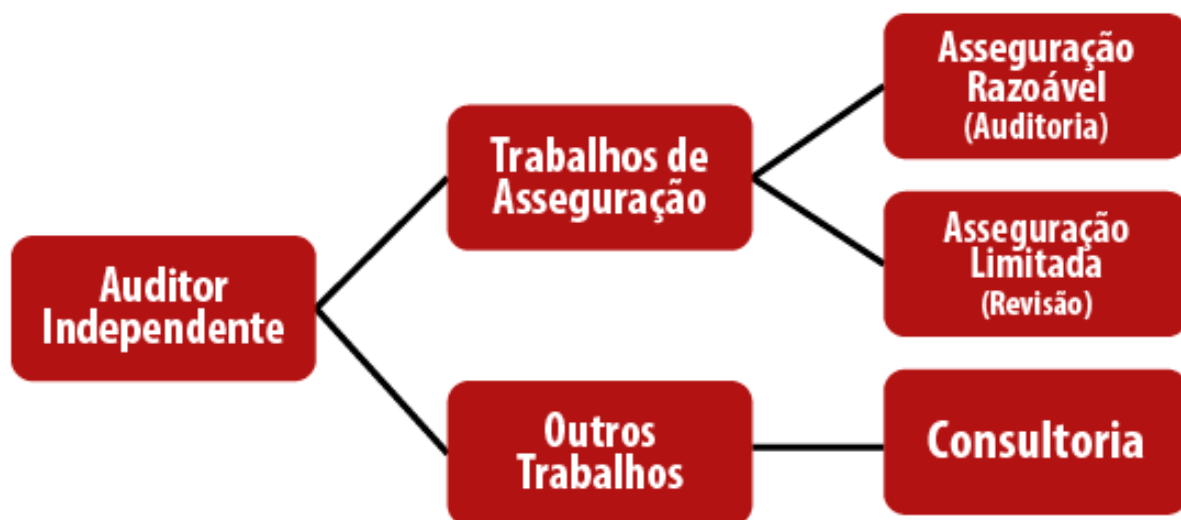 Auditor
Independente
Trabalhos de
Asseguração
Outros
Trabalhos
Asseguração
Razoável
(Auditoria)
Asseguração
Limitada
(Revisão)
Consultoria